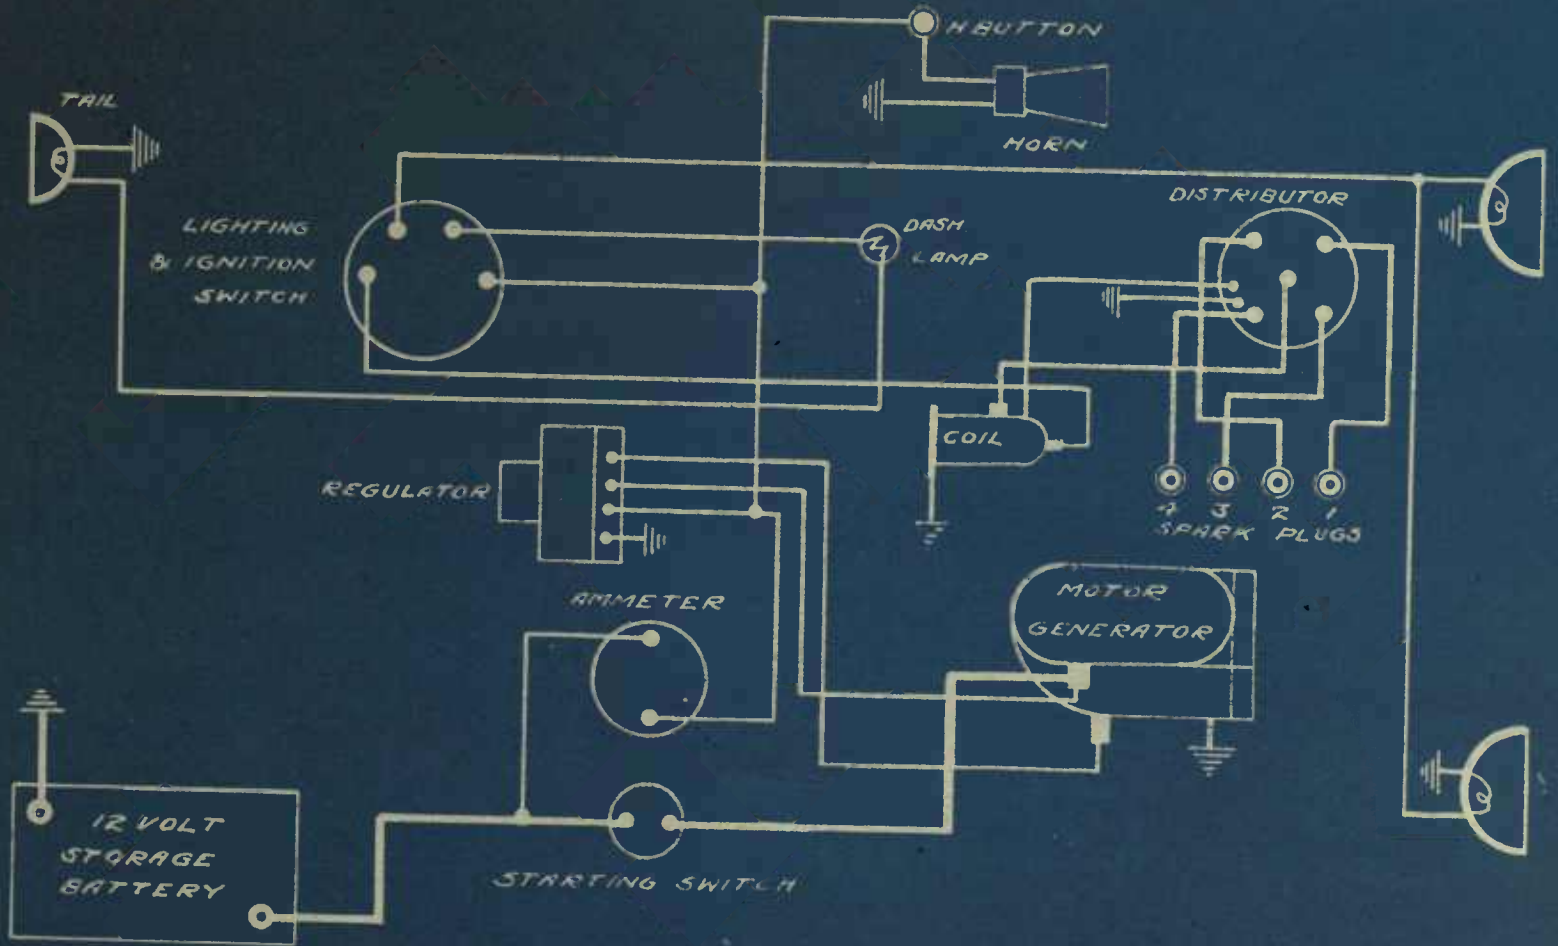 H BUTTON
HORN
TAIL
DISTRIBUTOR
LIGHTING
& IGNITION
SWITCH
DASH
LAMP
COIL
REGULATOR
4 3 2 1
SPARK PLUGS
AMMETER
MOTOR
GENERATOR
12 VOLT
STORAGE
BATTERY
STARTING SWITCH